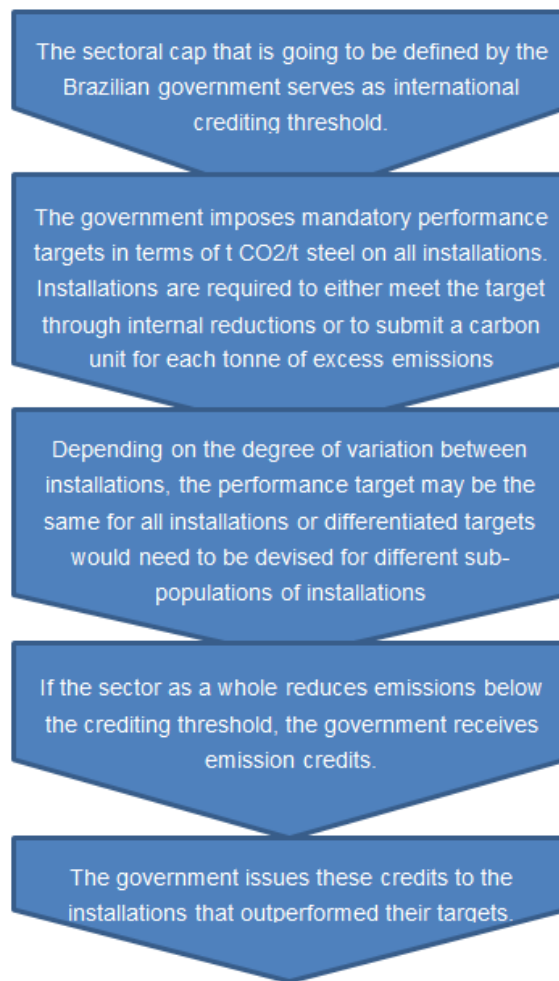 The sectoral cap that is going to be defined by the
Brazilian government serves as international
crediting threshold.
The government imposes mandatory performance
targets in terms of t CO2/t steel on all installations.
Installations are required to either meet the target
through internal reductions or to submit a carbon
unit for each tonne of excess emissions
Depending on the degree of variation between
installations, the performance target may be the
same for all installations or differentiated targets
would need to be devised for different sub-
populations of installations
If the sector as a whole reduces emissions below
the crediting threshold, the government receives
emission credits.
The government issues these credits to the
installations that outperformed their targets.